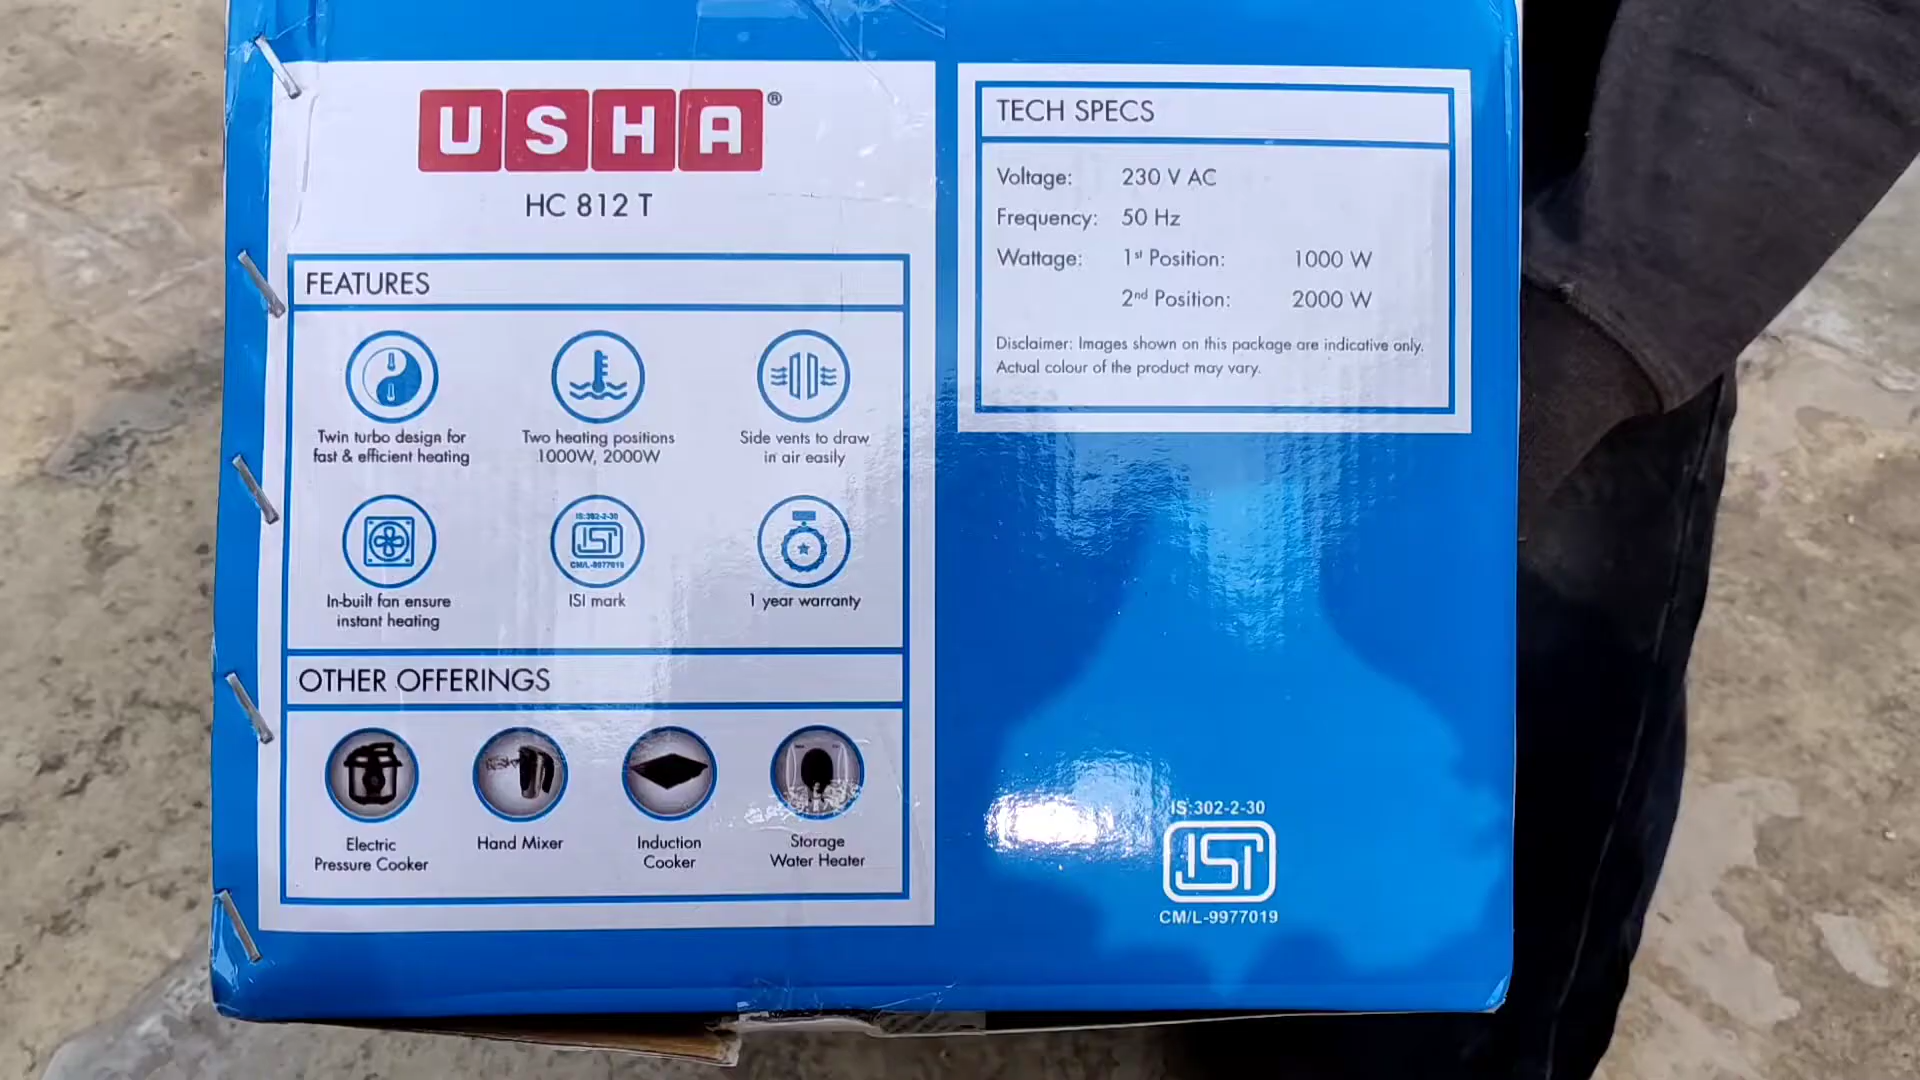 USHA®
HC 812 T
FEATURES
Twin turbo design for
fast & efficient heating
Two heating positions
1000W, 2000W
Side vents to draw
in air easily
In-built fan ensure
instant heating
IS:302-2-30
CM/L-9977019
ISI mark
1 year warranty
OTHER OFFERINGS
Electric
Pressure Cooker
Hand Mixer
Induction
Cooker
Storage
Water Heater
TECH SPECS
Voltage: 230 V AC
Frequency: 50 Hz
Wattage: 1st Position: 1000 W
2nd Position: 2000 W
Disclaimer: Images shown on this package are indicative only.
Actual colour of the product may vary.
IS:302-2-30
ISI
CM/L-9977019